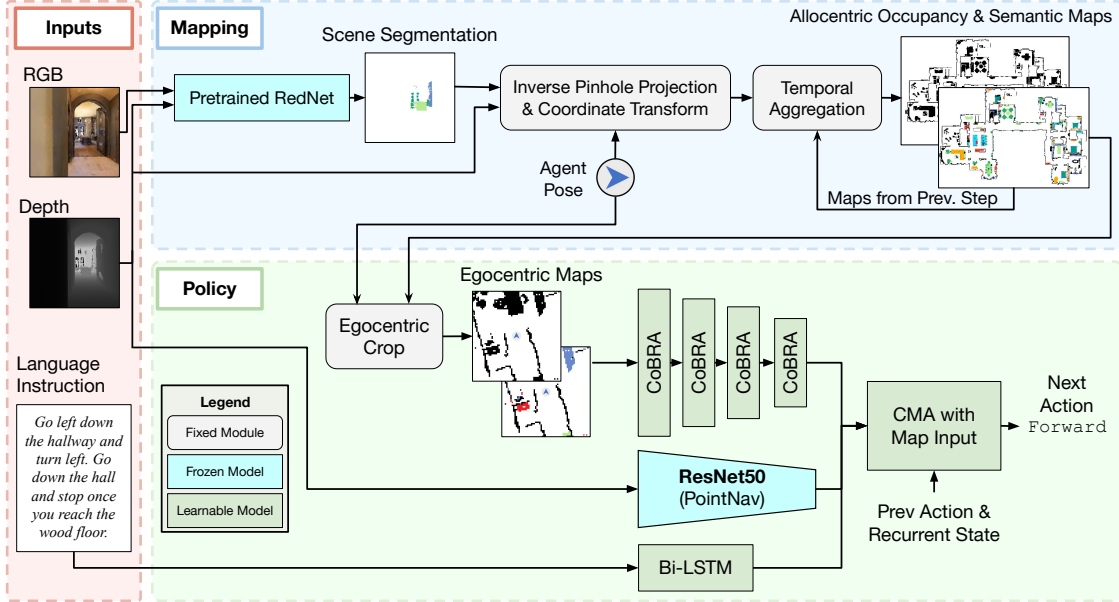 Inputs
RGB
Depth
Language
Instruction
Go left down
the hallway and
turn left. Go
down the hall
and stop once
you reach the
wood floor.
Mapping
Pretrained RedNet
Scene Segmentation
Inverse Pinhole Projection
& Coordinate Transform
Agent
Pose
Temporal
Aggregation
Allocentric Occupancy & Semantic Maps
Maps from Prev. Step
Policy
Egocentric
Crop
Egocentric Maps
CoBRA
CoBRA
CoBRA
CoBRA
Legend
Fixed Module
Frozen Model
Learnable Model
ResNet50
(PointNav)
Bi-LSTM
CMA with
Map Input
Next
Action
Forward
Prev Action &
Recurrent State